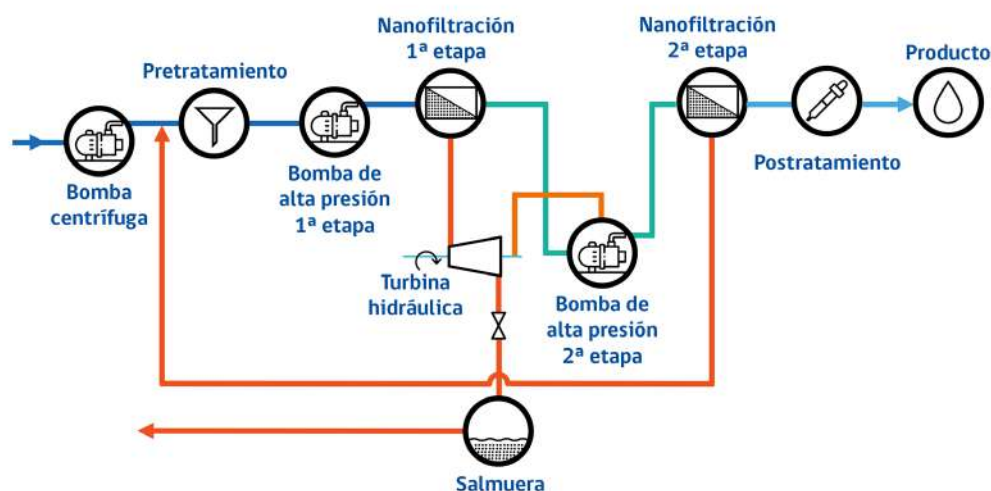 Nanofiltración
1ª etapa
Nanofiltración
2ª etapa
Producto
Pretratamiento
Bomba
centrífuga
Bomba de
alta presión
1ª etapa
Postratamiento
Turbina
hidráulica
Bomba de
alta presión
2ª etapa
Salmuera